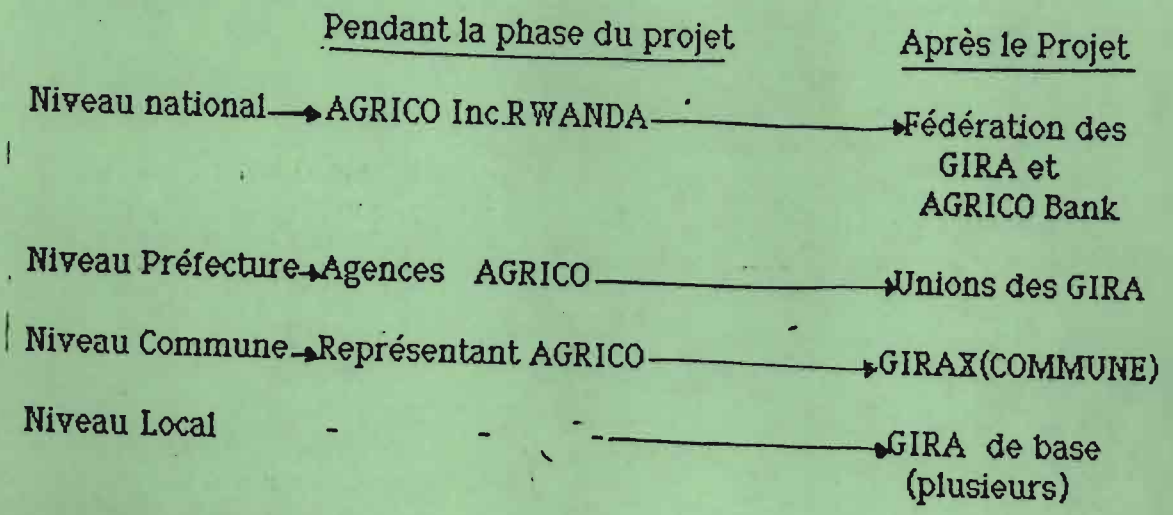 Pendant la phase du projet Après le Projet
Niveau national → AGRICO Inc.RWANDA → Fédération des
GIRA et
AGRICO Bank
Niveau Préfecture → Agences AGRICO → Unions des GIRA
Niveau Commune → Représentant AGRICO → GIRAX(COMMUNE)
Niveau Local - - - → GIRA de base
(plusieurs)